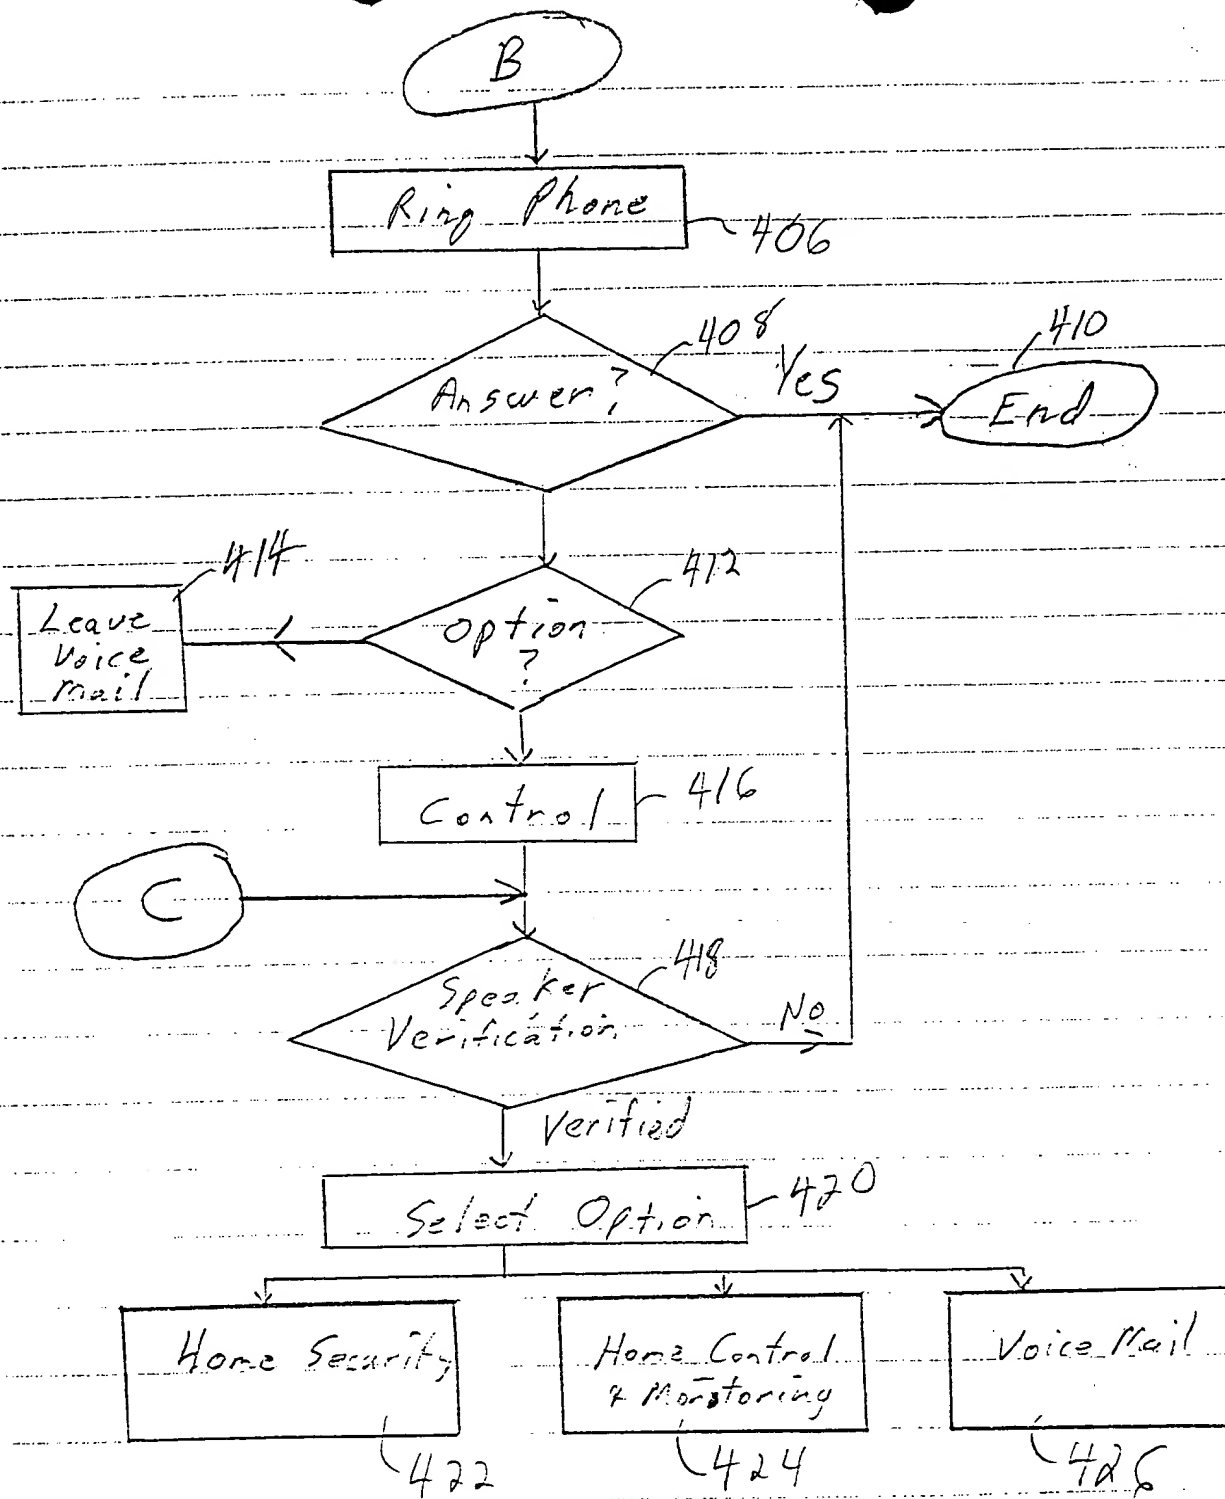 B
Ring Phone
406
408
Answer?
Yes
410
End
414
Leave
Voice
Mail
412
Option
?
Control
416
C
418
Speaker
Verification
No
Verified
Select Option
420
Home Security
Home Control
& Monitoring
Voice Mail
422
424
426